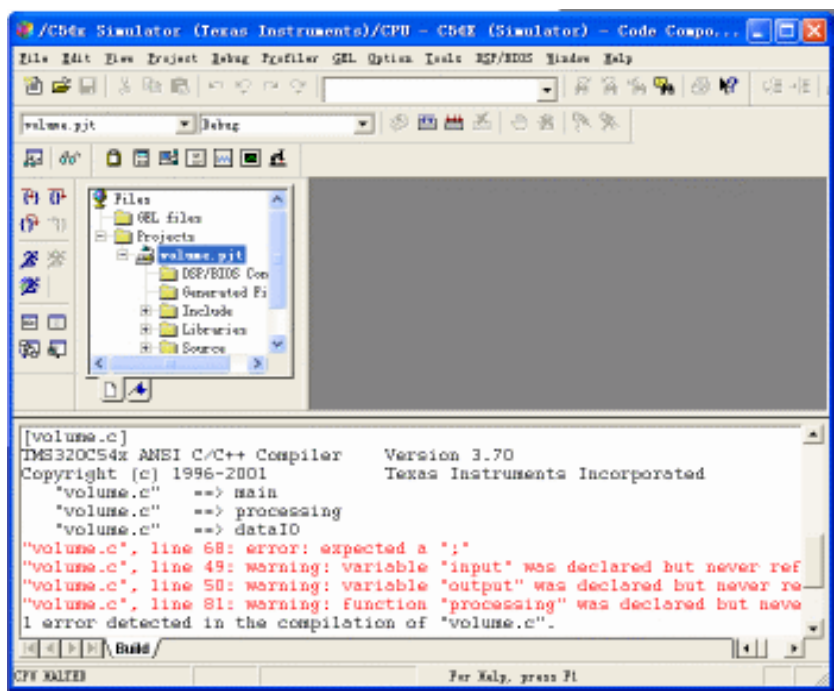 /C54x Simulator (Texas Instruments)/CPU - C54X (Simulator) - Code Compo...
File Edit View Project Debug Profiler GEL Option Tools DSP/BIOS Window Help
volume.pjt Debug
Files
GEL files
Projects
volume.pjt
DSP/BIOS Con
Generated Fi
Include
Libraries
Source
[volume.c]
TMS320C54x ANSI C/C++ Compiler Version 3.70
Copyright (c) 1996-2001 Texas Instruments Incorporated
"volume.c" ==> main
"volume.c" ==> processing
"volume.c" ==> dataIO
"volume.c", line 68: error: expected a ";"
"volume.c", line 49: warning: variable "input" was declared but never ref
"volume.c", line 50: warning: variable "output" was declared but never re
"volume.c", line 81: warning: function "processing" was declared but neve
1 error detected in the compilation of "volume.c".
Build
CPU HALTED For Help, press F1